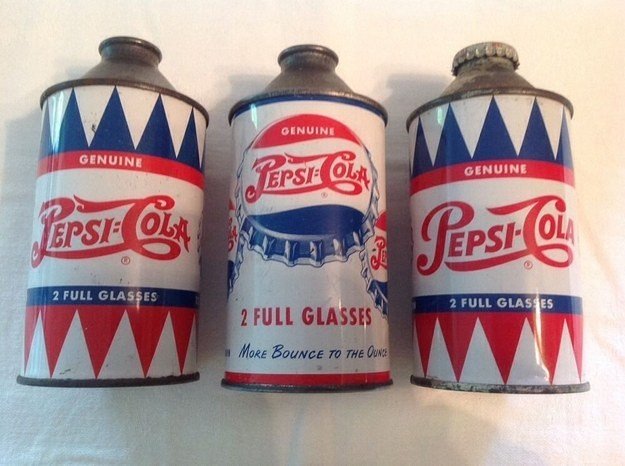 GENUINE
PEPSI=COLA
®
2 FULL GLASSES
GENUINE
PEPSI=COLA
®
2 FULL GLASSES
MORE BOUNCE TO THE OUNCE
GENUINE
PEPSI-COLA
®
2 FULL GLASSES